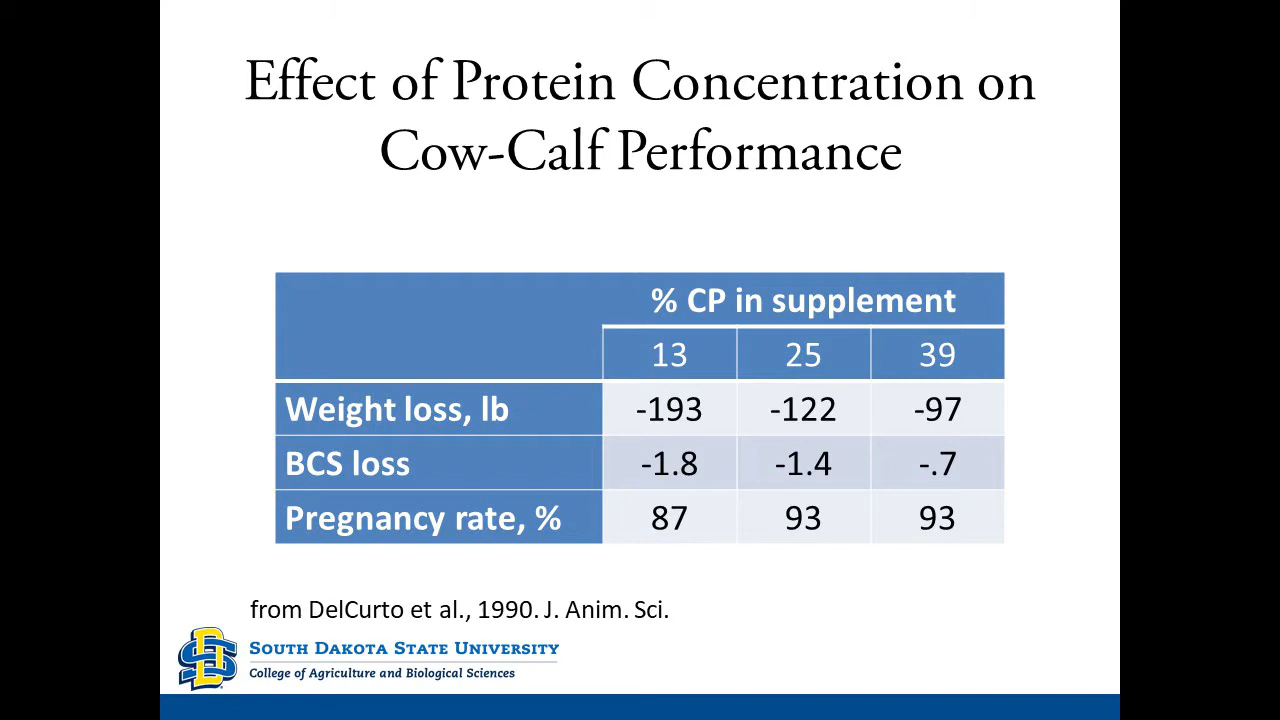 Effect of Protein Concentration on
Cow-Calf Performance
% CP in supplement
13 25 39
Weight loss, lb -193 -122 -97
BCS loss -1.8 -1.4 -.7
Pregnancy rate, % 87 93 93
from DelCurto et al., 1990. J. Anim. Sci.
SOUTH DAKOTA STATE UNIVERSITY
College of Agriculture and Biological Sciences